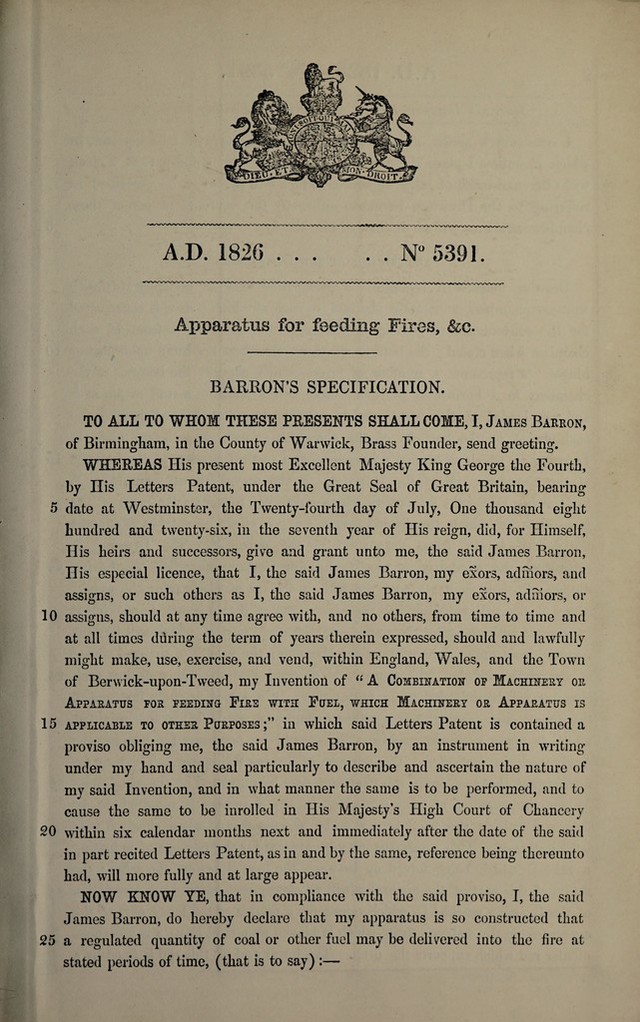 DIEU · ET
MON · DROIT ·
A.D. 1826 . . . . . Nº 5391.
Apparatus for feeding Fires, &c.
BARRON'S SPECIFICATION.
TO ALL TO WHOM THESE PRESENTS SHALL COME, I, JAMES BARRON,
of Birmingham, in the County of Warwick, Brass Founder, send greeting.
WHEREAS His present most Excellent Majesty King George the Fourth,
by His Letters Patent, under the Great Seal of Great Britain, bearing
5 date at Westminster, the Twenty-fourth day of July, One thousand eight
hundred and twenty-six, in the seventh year of His reign, did, for Himself,
His heirs and successors, give and grant unto me, the said James Barron,
His especial licence, that I, the said James Barron, my exors, adm̃ors, and
assigns, or such others as I, the said James Barron, my exors, adm̃ors, or
10 assigns, should at any time agree with, and no others, from time to time and
at all times during the term of years therein expressed, should and lawfully
might make, use, exercise, and vend, within England, Wales, and the Town
of Berwick-upon-Tweed, my Invention of "A COMBINATION OF MACHINERY OR
APPARATUS FOR FEEDING FIRE WITH FUEL, WHICH MACHINERY OR APPARATUS IS
15 APPLICABLE TO OTHER PURPOSES;" in which said Letters Patent is contained a
proviso obliging me, the said James Barron, by an instrument in writing
under my hand and seal particularly to describe and ascertain the nature of
my said Invention, and in what manner the same is to be performed, and to
cause the same to be inrolled in His Majesty's High Court of Chancery
20 within six calendar months next and immediately after the date of the said
in part recited Letters Patent, as in and by the same, reference being thereunto
had, will more fully and at large appear.
NOW KNOW YE, that in compliance with the said proviso, I, the said
James Barron, do hereby declare that my apparatus is so constructed that
25 a regulated quantity of coal or other fuel may be delivered into the fire at
stated periods of time, (that is to say) :—